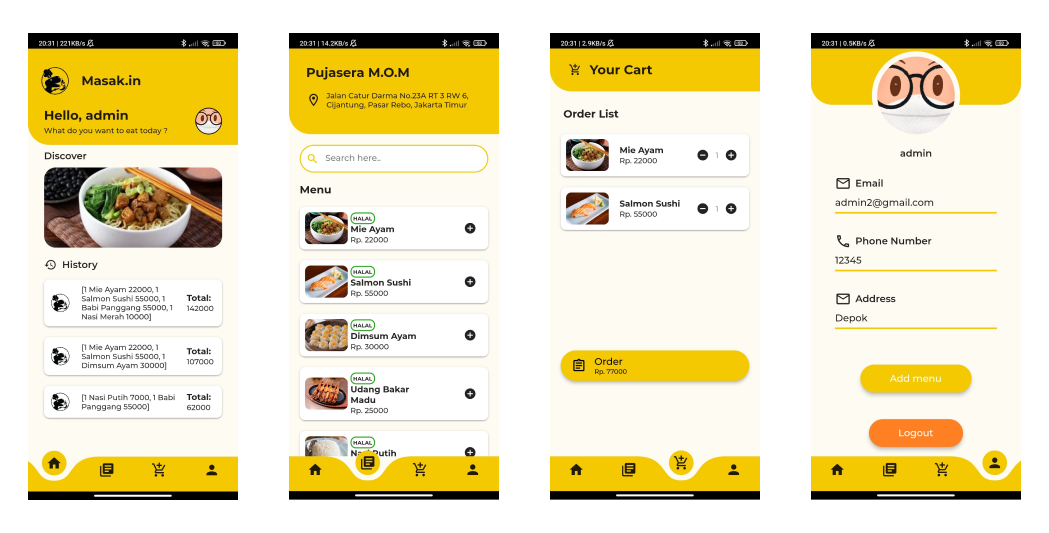 20:31 | 221KB/s
Masak.in
Hello, admin
What do you want to eat today ?
Discover
History
[1 Mie Ayam 22000, 1
Salmon Sushi 55000, 1
Babi Panggang 55000, 1
Nasi Merah 10000]
Total:
142000
[1 Mie Ayam 22000, 1
Salmon Sushi 55000, 1
Dimsum Ayam 30000]
Total:
107000
[1 Nasi Putih 7000, 1 Babi
Panggang 55000]
Total:
62000
20:31 | 14.2KB/s
Pujasera M.O.M
Jalan Catur Darma No.23A RT 3 RW 6,
Cijantung, Pasar Rebo, Jakarta Timur
Search here..
Menu
HALAL
Mie Ayam
Rp. 22000
HALAL
Salmon Sushi
Rp. 55000
HALAL
Dimsum Ayam
Rp. 30000
HALAL
Udang Bakar
Madu
Rp. 25000
HALAL
Nasi Putih
20:31 | 2.9KB/s
Your Cart
Order List
Mie Ayam
Rp. 22000
1
Salmon Sushi
Rp. 55000
1
Order
Rp. 77000
20:31 | 0.5KB/s
admin
Email
admin2@gmail.com
Phone Number
12345
Address
Depok
Add menu
Logout